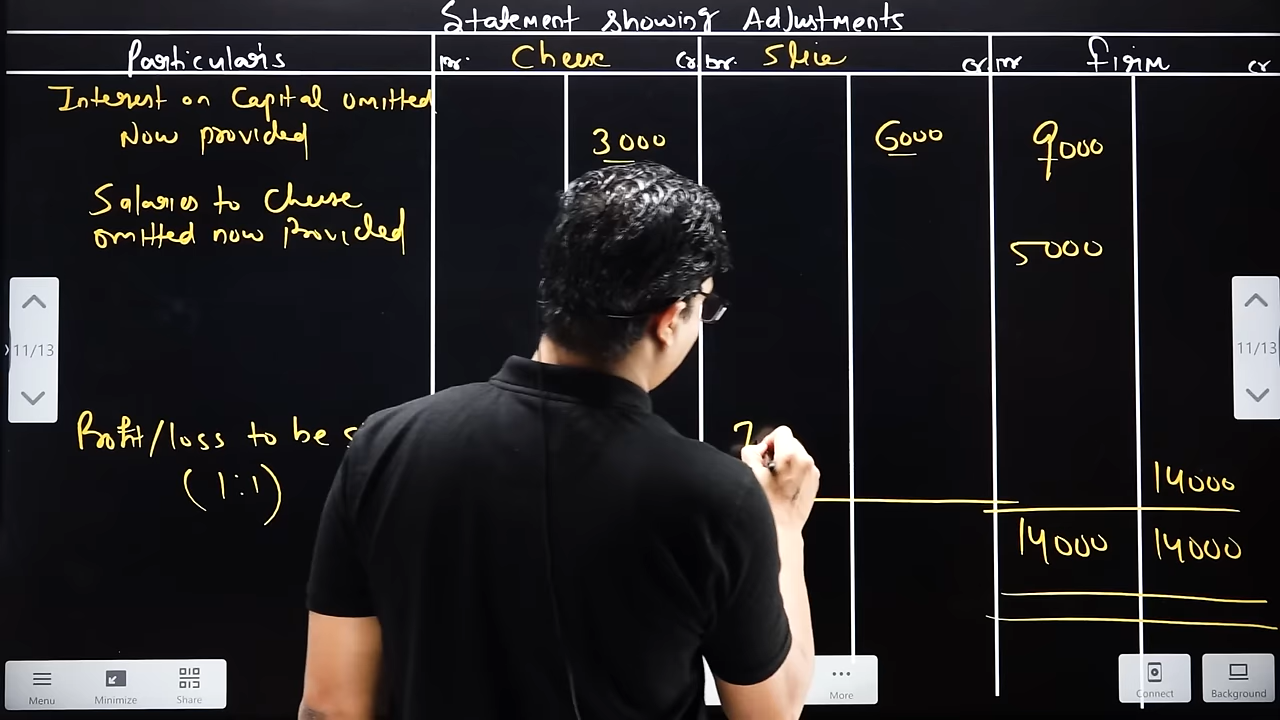 Statement showing Adjustments
Particulars Dr. Cheese Cr Dr. Slice Cr Dr firm Cr
Interest on Capital omitted
Now provided 3000 6000 9000
Salaries to Cheese
omitted now Provided 5000
Profit/loss to be
(1:1) 7
14000
14000 14000
11/13
11/13
Menu
Minimize
Share
More
Connect
Background